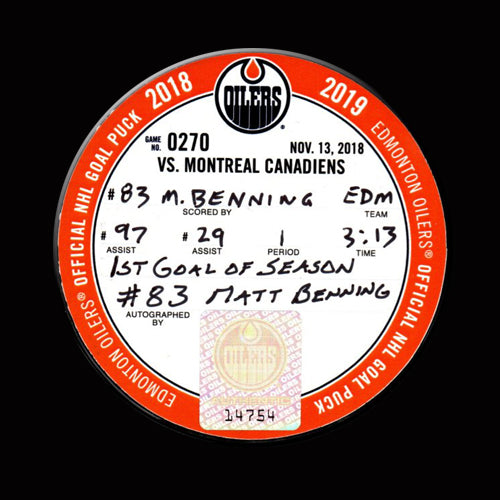 OILERS
EDMONTON OILERS® OFFICIAL NHL GOAL PUCK 2018
2019 EDMONTON OILERS® OFFICIAL NHL GOAL PUCK
GAME NO. 0270 NOV. 13, 2018
VS. MONTREAL CANADIENS
#83 M. BENNING EDM
SCORED BY TEAM
#97 #29 1 3:13
ASSIST ASSIST PERIOD TIME
1ST GOAL OF SEASON
#83 MATT BENNING
AUTOGRAPHED BY
OILERS
AUTHENTIC
14754